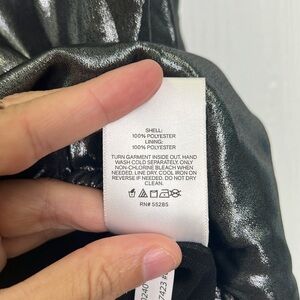 SHELL:
100% POLYESTER
LINING:
100% POLYESTER
TURN GARMENT INSIDE OUT, HAND
WASH COLD SEPARATELY, ONLY
NON-CHLORINE BLEACH WHEN
NEEDED. LINE DRY. COOL IRON ON
REVERSE IF NEEDED. DO NOT DRY
CLEAN.
RN# 55285